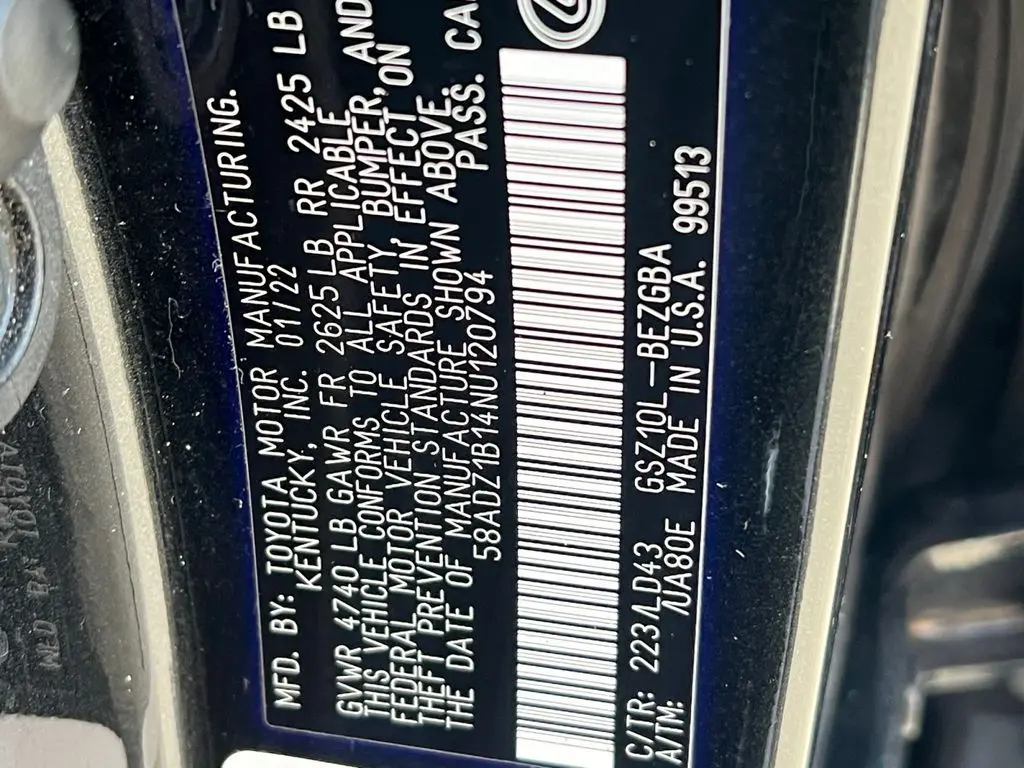 MFD. BY: TOYOTA MOTOR MANUFACTURING.
KENTUCKY, INC. 01/22
GVWR 4740 LB GAWR FR 2625LB RR 2425 LB
THIS VEHICLE CONFORMS TO ALL APPLICABLE
FEDERAL MOTOR VEHICLE SAFETY, BUMPER, AND
THEFT PREVENTION STANDARDS IN EFFECT ON
THE DATE OF MANUFACTURE SHOWN ABOVE.
58ADZ1B14NU120794 PASS. CA
C/TR: 223/LD43 GSZ10L-BEZGBA
A/TM: /UA80E MADE IN U.S.A. 99513